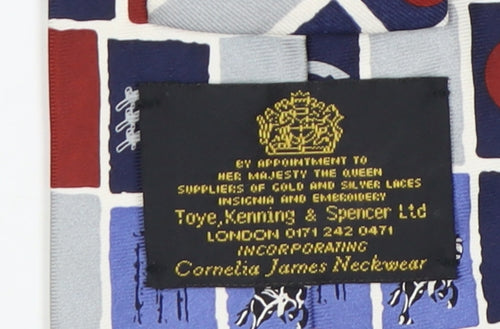 BY APPOINTMENT TO
HER MAJESTY THE QUEEN
SUPPLIERS OF GOLD AND SILVER LACES
INSIGNIA AND EMBROIDERY
Toye, Kenning & Spencer Ltd
LONDON 0171 242 0471
INCORPORATING
Cornelia James Neckwear